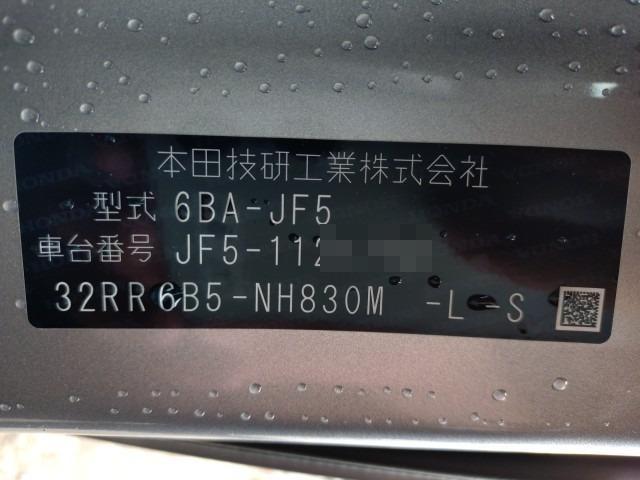 本田技研工業株式会社
型式 6BA-JF5
車台番号 JF5-112
32RR6B5-NH830M -L -S